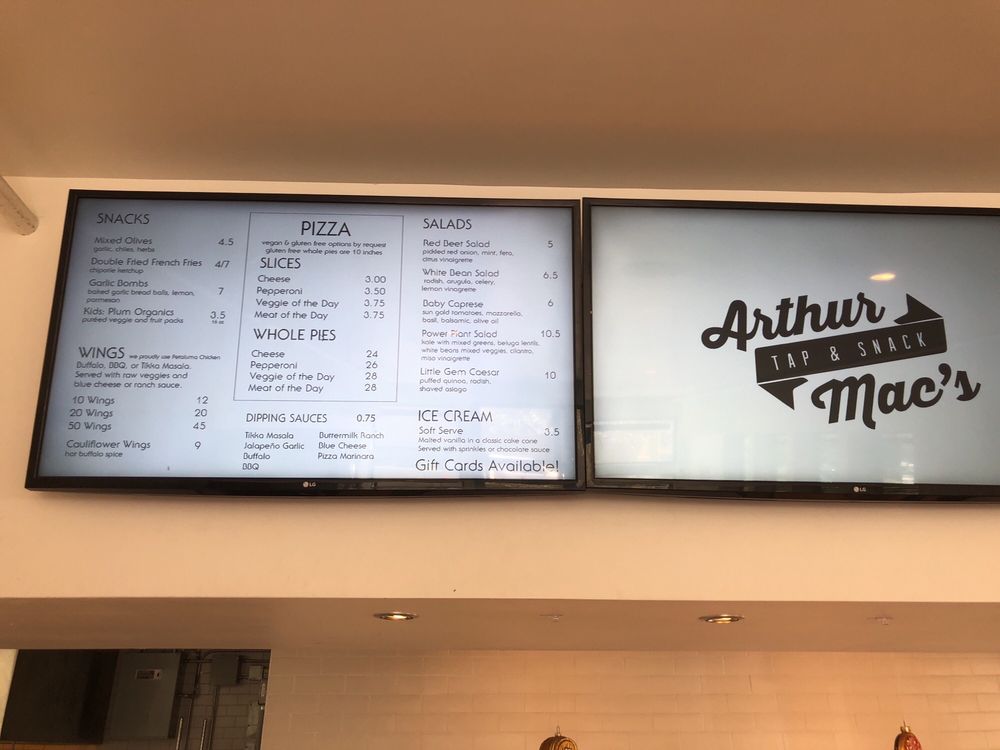 SNACKS
Mixed Olives 4.5
garlic, chiles, herbs
Double Fried French Fries 4/7
chipotle ketchup
Garlic Bombs 7
baked garlic bread balls, lemon,
parmesan
Kids: Plum Organics 3.5
puréed veggie and fruit packs
WINGS we proudly use Petaluma Chicken
Buffalo, BBQ, or Tikka Masala.
Served with raw veggies and
blue cheese or ranch sauce.
10 Wings 12
20 Wings 20
50 Wings 45
Cauliflower Wings 9
hot buffalo spice
PIZZA
vegan & gluten free options by request
gluten free whole pies are 10 inches
SLICES
Cheese 3.00
Pepperoni 3.50
Veggie of the Day 3.75
Meat of the Day 3.75
WHOLE PIES
Cheese 24
Pepperoni 26
Veggie of the Day 28
Meat of the Day 28
DIPPING SAUCES 0.75
Tikka Masala Buttermilk Ranch
Jalapeño Garlic Blue Cheese
Buffalo Pizza Marinara
BBQ
SALADS
Red Beet Salad 5
pickled red onion, mint, feta,
citrus vinaigrette
White Bean Salad 6.5
radish, arugula, celery,
lemon vinaigrette
Baby Caprese 6
sun gold tomatoes, mozzarella,
basil, balsamic, olive oil
Power Plant Salad 10.5
kale with mixed greens, beluga lentils,
white beans mixed veggies, cilantro,
miso vinaigrette
Little Gem Caesar 10
puffed quinoa, radish,
shaved asiago
ICE CREAM
Soft Serve 3.5
Malted vanilla in a classic cake cone
Served with sprinkles or chocolate sauce
Gift Cards Available!
LG
Arthur
TAP & SNACK
Mac's
LG